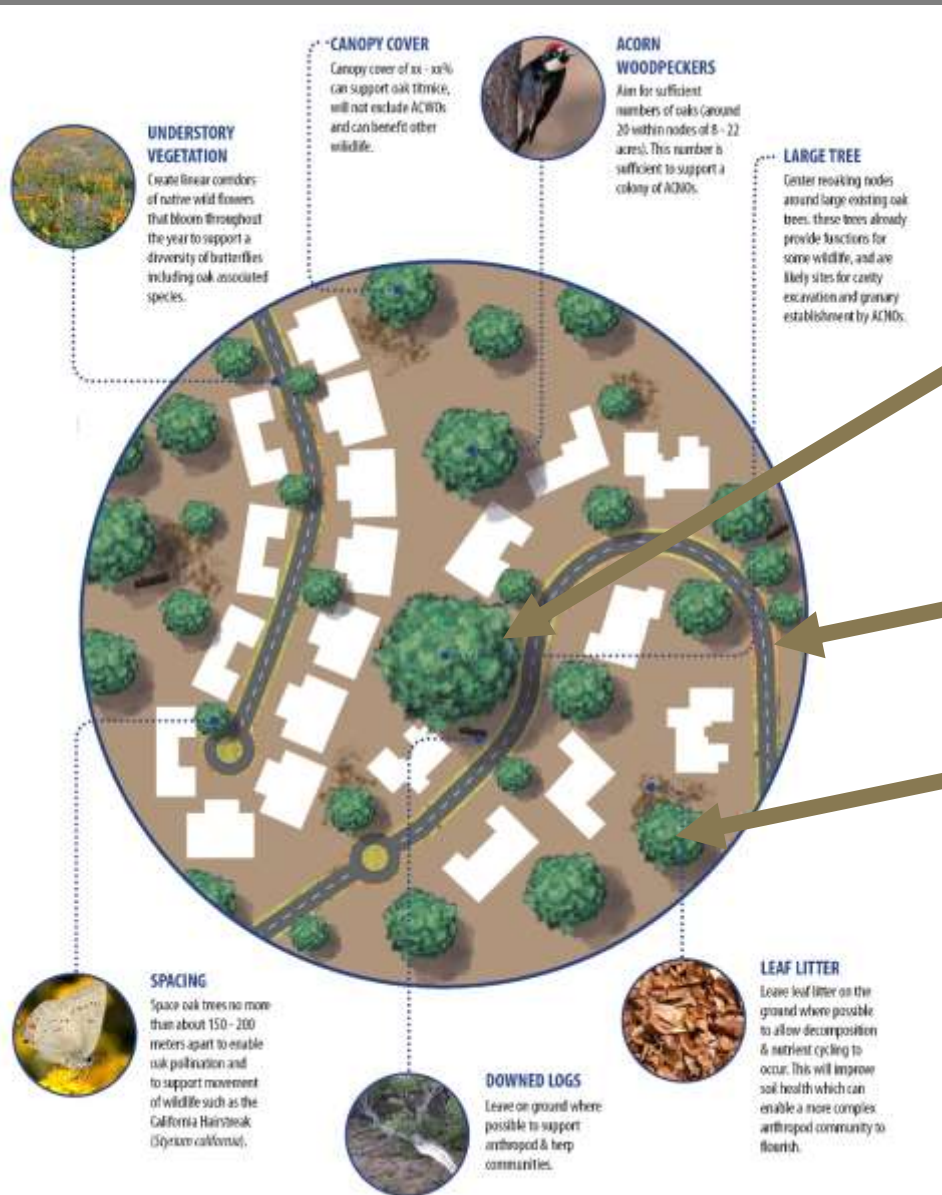 CANOPY COVER
Canopy cover of xx - xx%
can support oak titmice,
will not exclude ACWOs
and can benefit other
wildlife.
ACORN
WOODPECKERS
Aim for sufficient
numbers of oaks (around
20 within nodes of 8 - 22
acres). This number is
sufficient to support a
colony of ACNOs.
UNDERSTORY
VEGETATION
Create linear corridors
of native wild flowers
that bloom throughout
the year to support a
diversity of butterflies
including oak associated
species.
LARGE TREE
Center reoaking nodes
around large existing oak
trees. these trees already
provide functions for
some wildlife, and are
likely sites for cavity
excavation and granary
establishment by ACNOs.
SPACING
Space oak trees no more
than about 150 - 200
meters apart to enable
oak pollination and
to support movement
of wildlife such as the
California Hairstreak
(Styrium california).
DOWNED LOGS
Leave on ground where
possible to support
anthropod & herp
communities.
LEAF LITTER
Leave leaf litter on the
ground where possible
to allow decomposition
& nutrient cycling to
occur. This will improve
soil health which can
enable a more complex
anthropod community to
flourish.